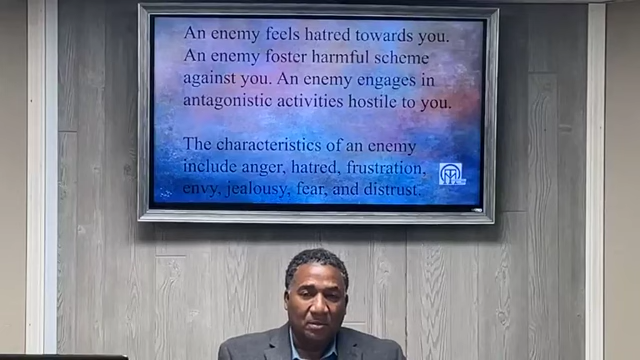 An enemy feels hatred towards you.
An enemy foster harmful scheme
against you. An enemy engages in
antagonistic activities hostile to you.
The characteristics of an enemy
include anger, hatred, frustration,
envy, jealousy, fear, and distrust.